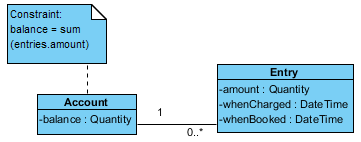 Constraint:
balance = sum
(entries.amount)
Account
-balance : Quantity
1
0..*
Entry
-amount : Quantity
-whenCharged : DateTime
-whenBooked : DateTime